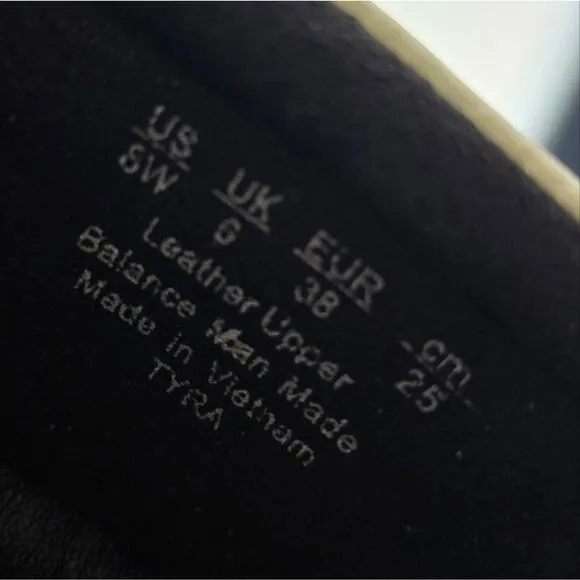 US UK EUR cm
8W 6 38 25
Leather Upper
Balance Man Made
Made in Vietnam
TYRA